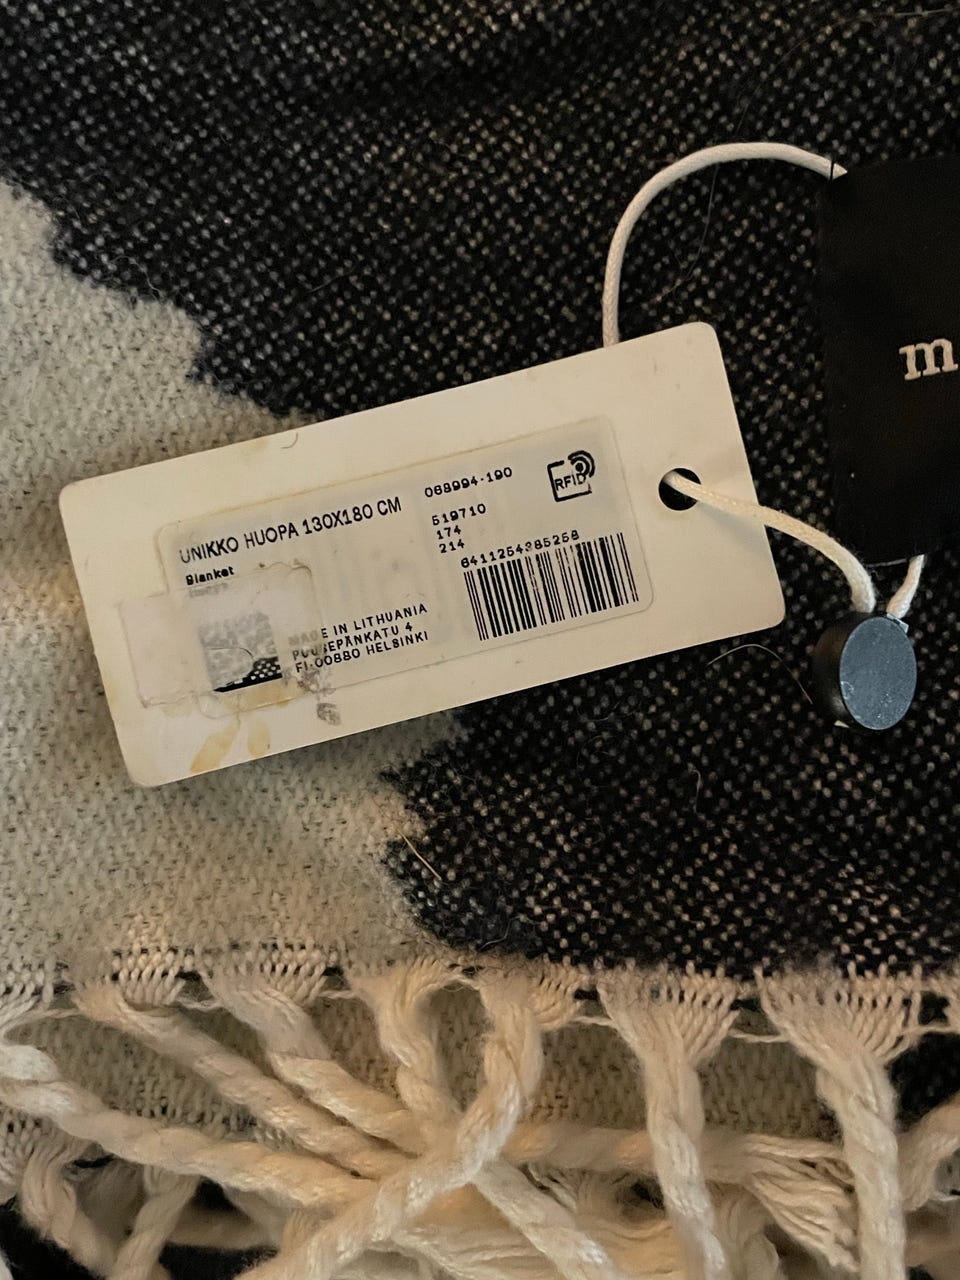 UNIKKO HUOPA 130X180 CM
Blanket
068994-190
RFID
519710
174
214
6411254385258
MADE IN LITHUANIA
PUUSEPÄNKATU 4
FI-00880 HELSINKI
m